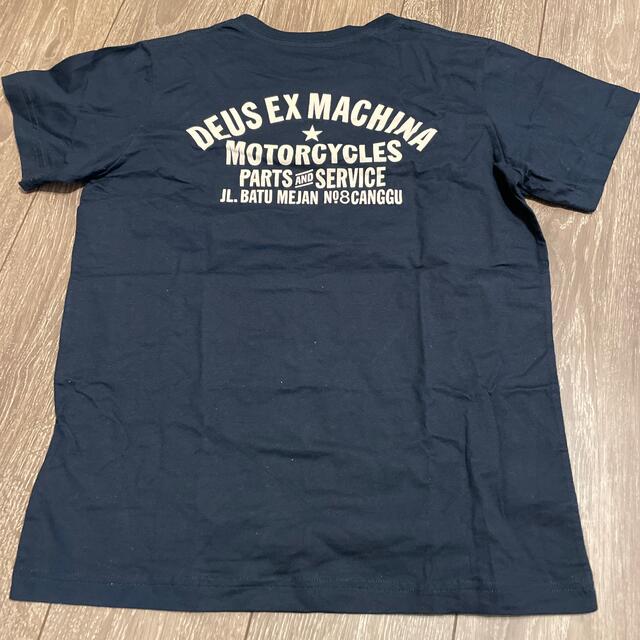 DEUS EX MACHINA
★
MOTORCYCLES
PARTS AND SERVICE
JL. BATU MEJAN No8 CANGGU